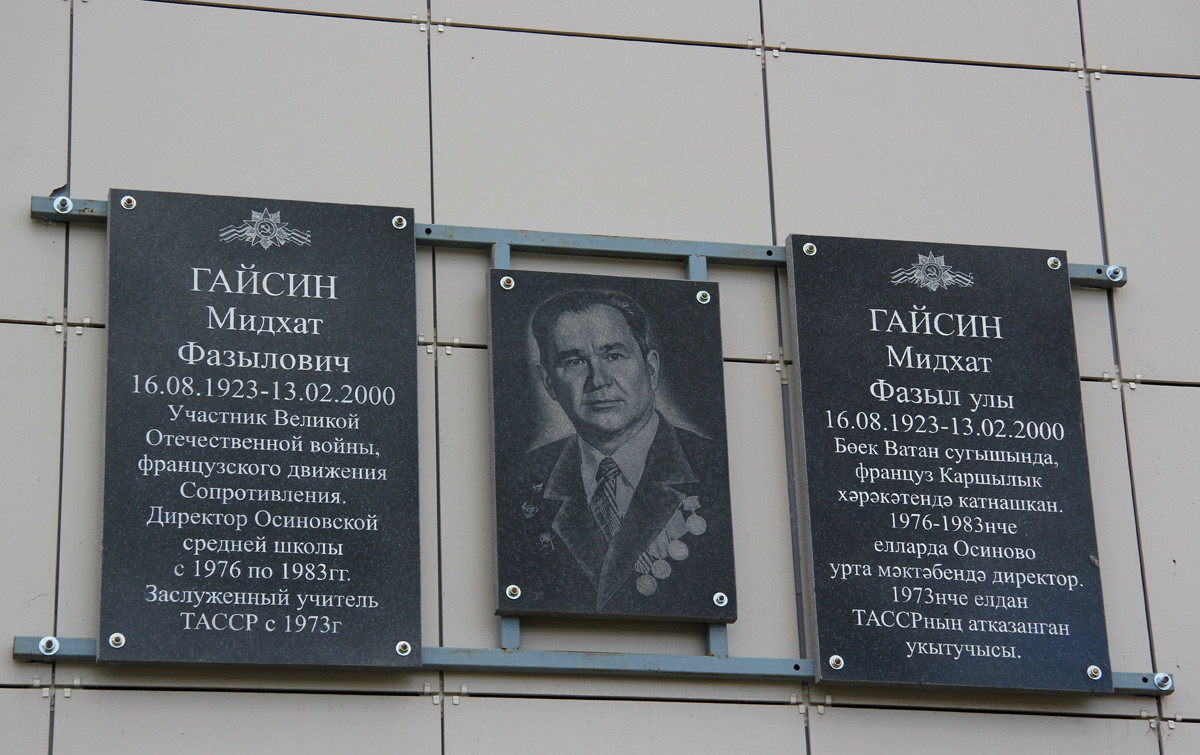 ГАЙСИН
Мидхат
Фазылович
16.08.1923-13.02.2000
Участник Великой
Отечественной войны,
французского движения
Сопротивления.
Директор Осиновской
средней школы
с 1976 по 1983гг.
Заслуженный учитель
ТАССР с 1973г
ГАЙСИН
Мидхат
Фазыл улы
16.08.1923-13.02.2000
Бөек Ватан сугышында,
француз Каршылык
хәрәкәтендә катнашкан.
1976-1983нче
елларда Осиново
урта мәктәбендә директор.
1973нче елдан
ТАССРның атказанган
укытучысы.